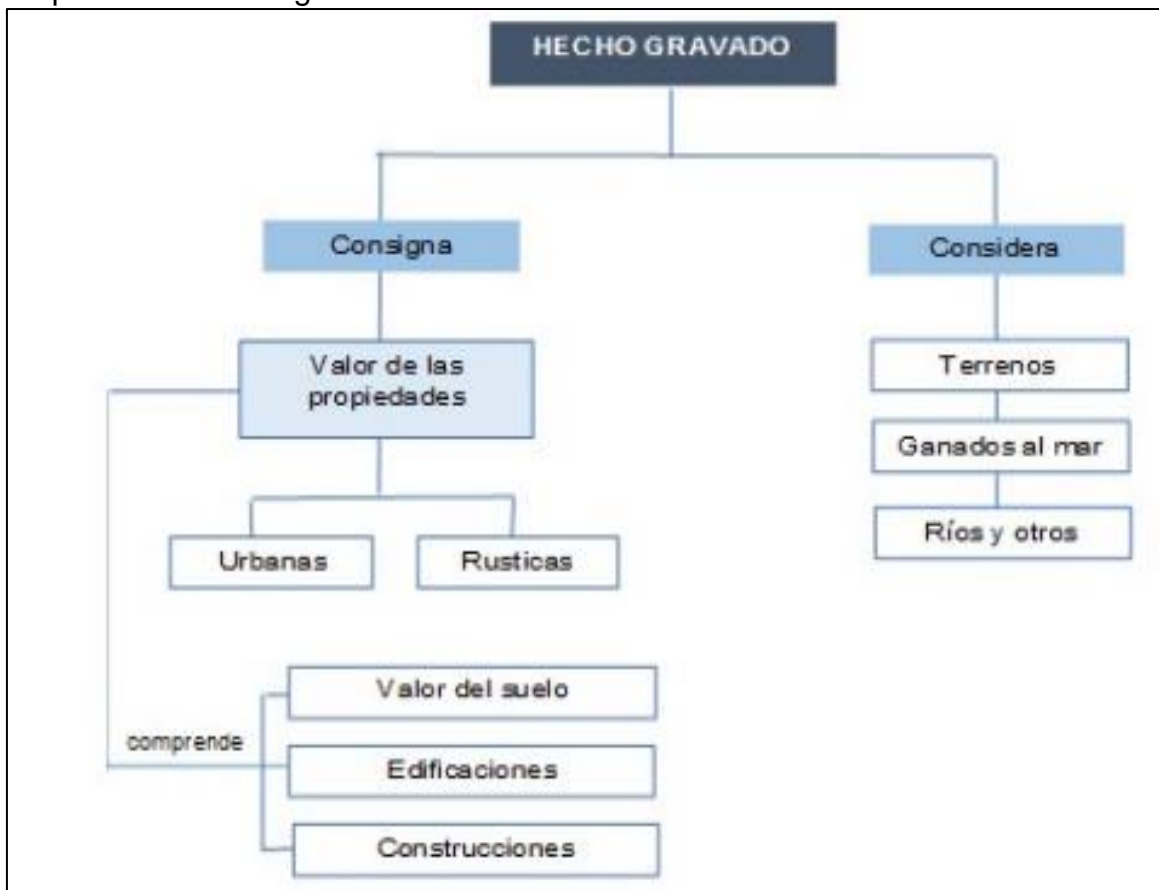 HECHO GRAVADO
Consigna
Considera
Valor de las
propiedades
Terrenos
Ganados al mar
Ríos y otros
Urbanas
Rusticas
Valor del suelo
comprende
Edificaciones
Construcciones